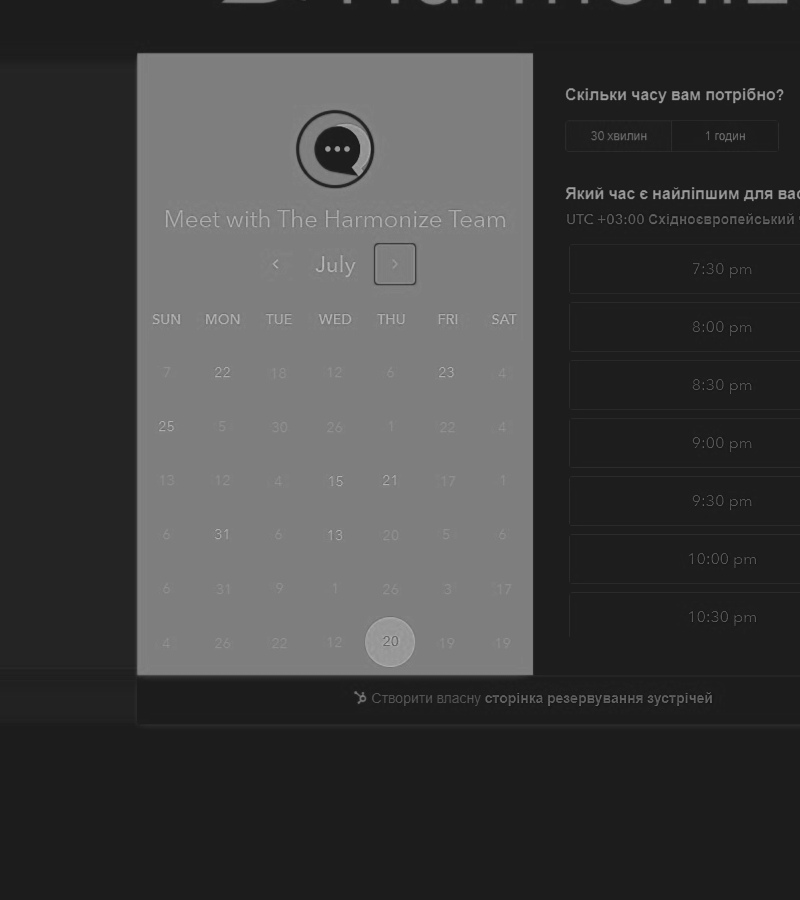 Meet with The Harmonize Team
July
SUN MON TUE WED THU FRI SAT
7 22 18 12 6 23 4
25 5 30 26 1 22 4
13 12 4 15 21 17 1
6 31 6 13 20 5 6
6 31 9 1 26 3 17
4 26 22 12 20 19 19
Скільки часу вам потрібно?
30 хвилин 1 годин
Який час є найліпшим для
UTC +03:00 Східноєвропейський
7:30 pm
8:00 pm
8:30 pm
9:00 pm
9:30 pm
10:00 pm
10:30 pm
Створити власну сторінка резервування зустрічей